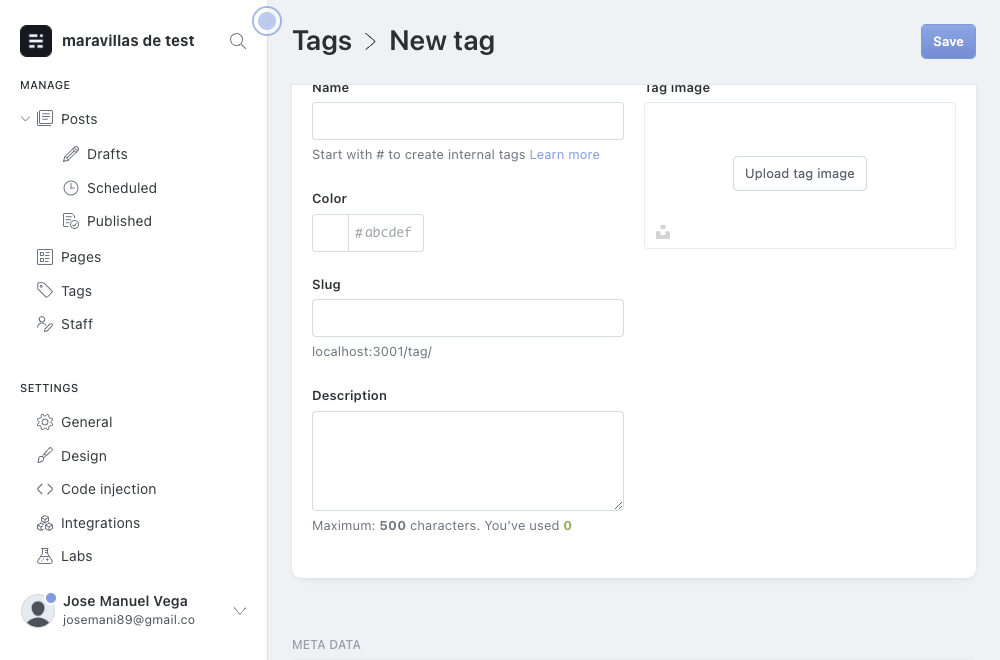 maravillas de test
MANAGE
Posts
Drafts
Scheduled
Published
Pages
Tags
Staff
SETTINGS
General
Design
Code injection
Integrations
Labs
Jose Manuel Vega
josemani89@gmail.co
Tags > New tag
Save
Name
Start with # to create internal tags Learn more
Color
#abcdef
Slug
localhost:3001/tag/
Description
Maximum: 500 characters. You’ve used 0
Tag image
Upload tag image
META DATA